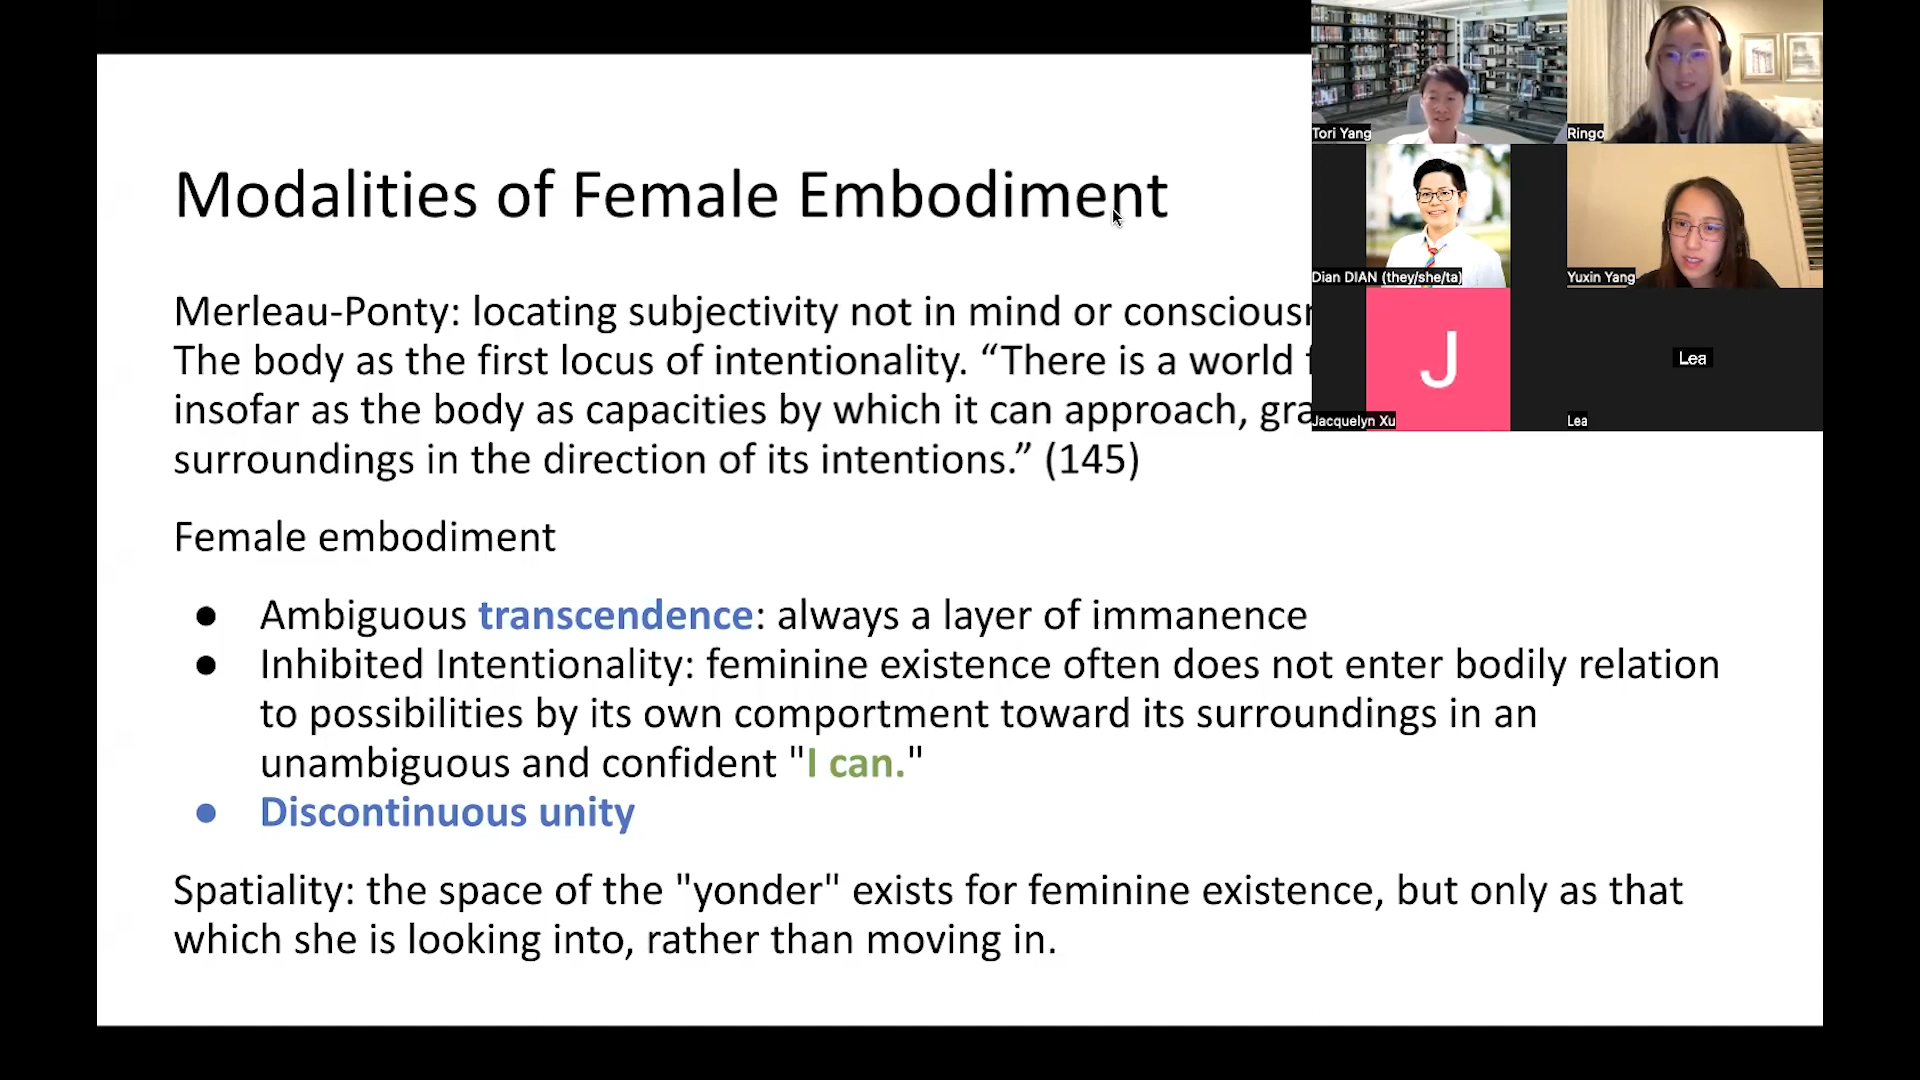 Modalities of Female Embodiment
Merleau-Ponty: locating subjectivity not in mind or
The body as the first locus of intentionality. “There is a world
insofar as the body as capacities by which it can approach,
surroundings in the direction of its intentions.” (145)
Female embodiment
● Ambiguous transcendence: always a layer of immanence
● Inhibited Intentionality: feminine existence often does not enter bodily relation
to possibilities by its own comportment toward its surroundings in an
unambiguous and confident "I can."
● Discontinuous unity
Spatiality: the space of the "yonder" exists for feminine existence, but only as that
which she is looking into, rather than moving in.
Tori Yang
Ringo
Dian DIAN (they/she/ta)
Yuxin Yang
J
Jacquelyn Xu
Lea
Lea